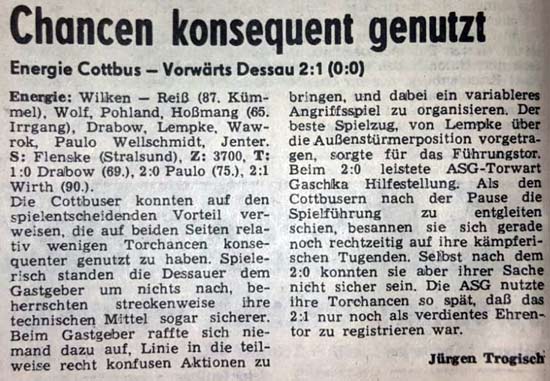 Chancen konsequent genutzt
Energie Cottbus — Vorwärts Dessau 2:1 (0:0)
Energie: Wilken — Reiß (87. Küm-
mel), Wolf, Pohland, Hoßmang (65.
Irrgang), Drabow, Lempke, Waw-
rok, Paulo Wellschmidt, Jenter.
S: Flenske (Stralsund), Z: 3700, T:
1:0 Drabow (69.), 2:0 Paulo (75.), 2:1
Wirth (90.).
Die Cottbuser konnten auf den
spielentscheidenden Vorteil ver-
weisen, die auf beiden Seiten rela-
tiv wenigen Torchancen konse-
quenter genutzt zu haben. Spiele-
risch standen die Dessauer dem
Gastgeber um nichts nach, be-
herrschten streckenweise ihre
technischen Mittel sogar sicherer.
Beim Gastgeber raffte sich nie-
mand dazu auf, Linie in die teil-
weise recht konfusen Aktionen zu
bringen, und dabei ein variableres
Angriffsspiel zu organisieren. Der
beste Spielzug, von Lempke über
die Außenstürmerposition vorgetra-
gen, sorgte für das Führungstor.
Beim 2:0 leistete ASG-Torwart
Gaschka Hilfestellung. Als den
Cottbusern nach der Pause die
Spielführung zu entgleiten
schien, besannen sie sich gerade
noch rechtzeitig auf ihre kämpferi-
schen Tugenden. Selbst nach dem
2:0 konnten sie aber ihrer Sache
nicht sicher sein. Die ASG nutzte
ihre Torchancen so spät, daß das
2:1 nur noch als verdientes Ehren-
tor zu registrieren war.
Jürgen Trogisch